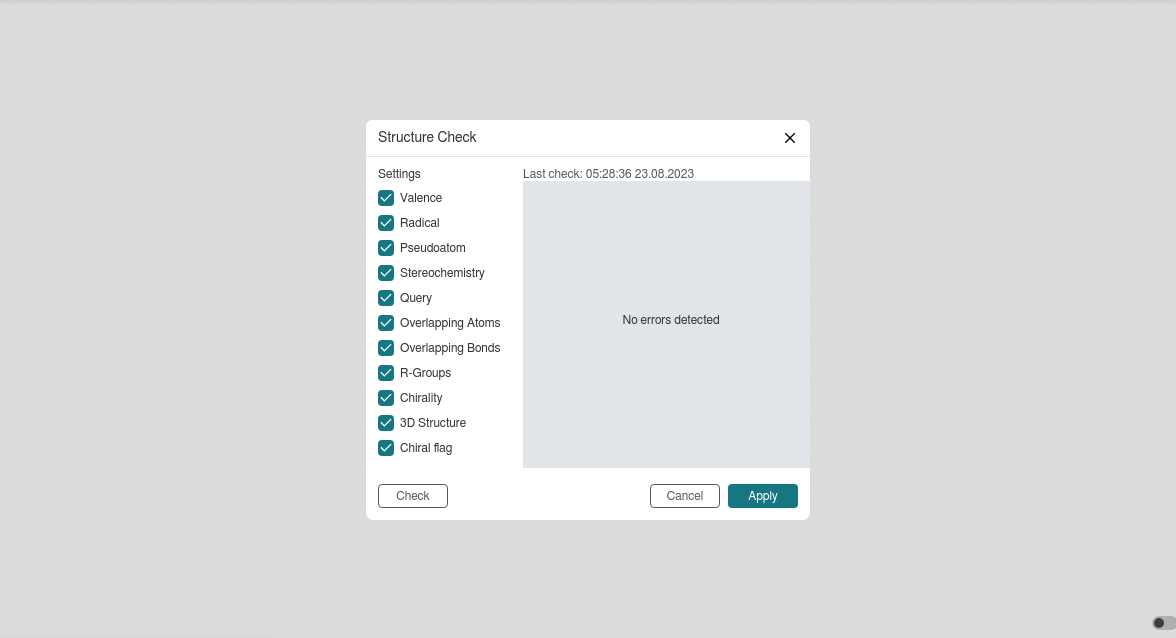 Structure Check
Settings
Last check: 05:28:36 23.08.2023
Valence
Radical
Pseudoatom
Stereochemistry
Query
Overlapping Atoms
Overlapping Bonds
R-Groups
Chirality
3D Structure
Chiral flag
No errors detected
Check
Cancel
Apply